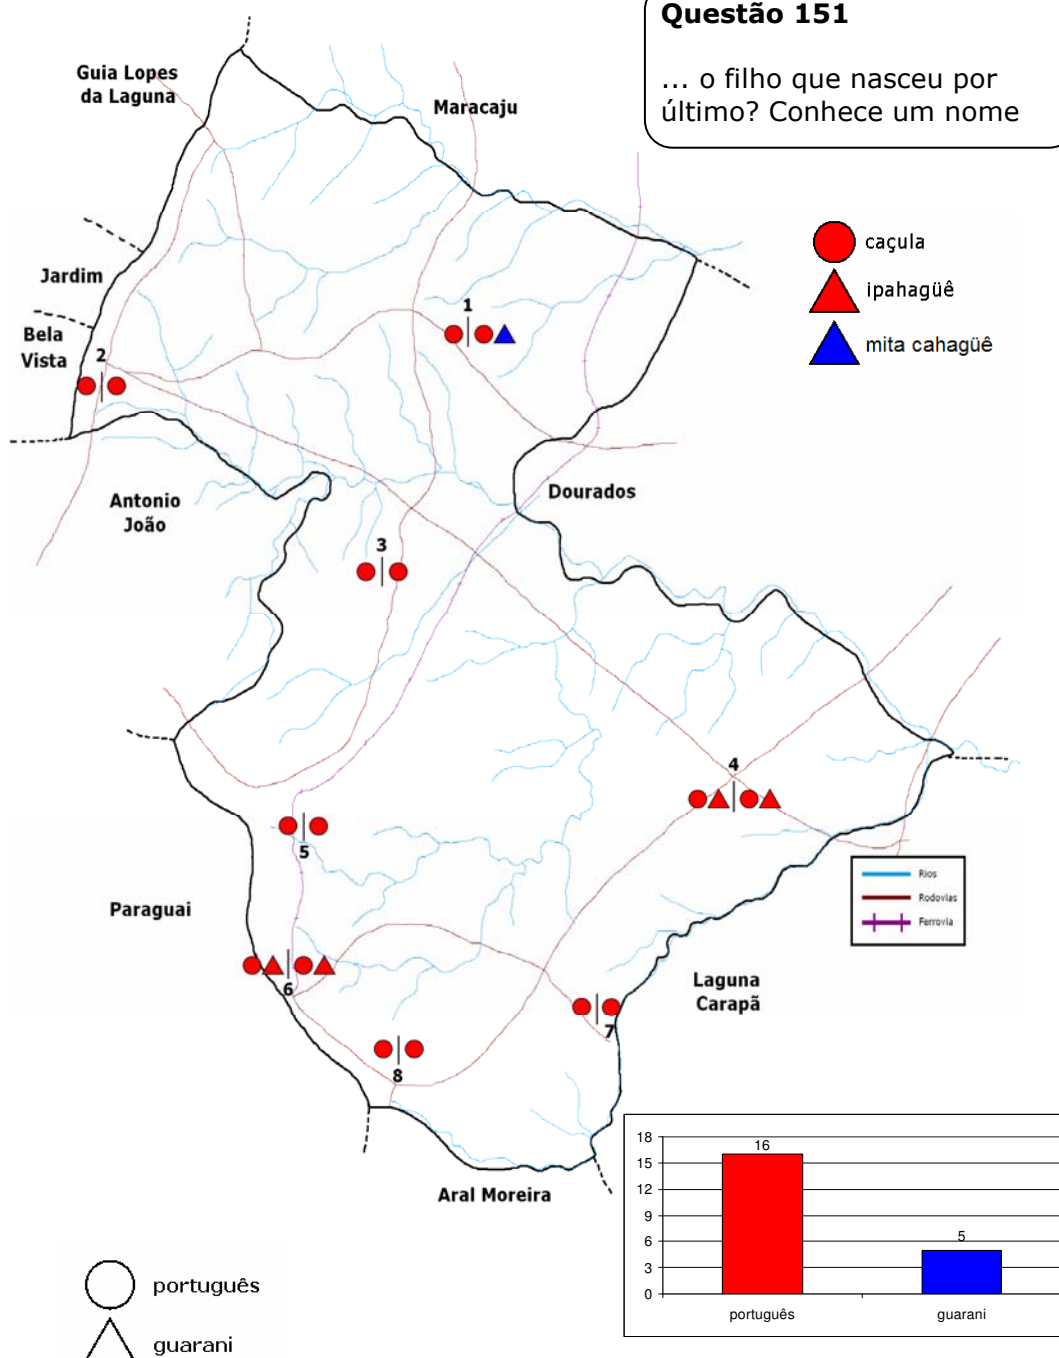 Questão 151
... o filho que nasceu por
último? Conhece um nome
Guia Lopes
da Laguna
Maracaju
caçula
ipahagüê
mita cahagüê
Jardim
Bela
Vista
1
2
Antonio
João
Dourados
3
4
5
Rios
Rodovias
Ferrovia
Paraguai
6
Laguna
Carapã
7
8
Aral Moreira
18
15
12
9
6
3
0
16
5
português
guarani
português
guarani